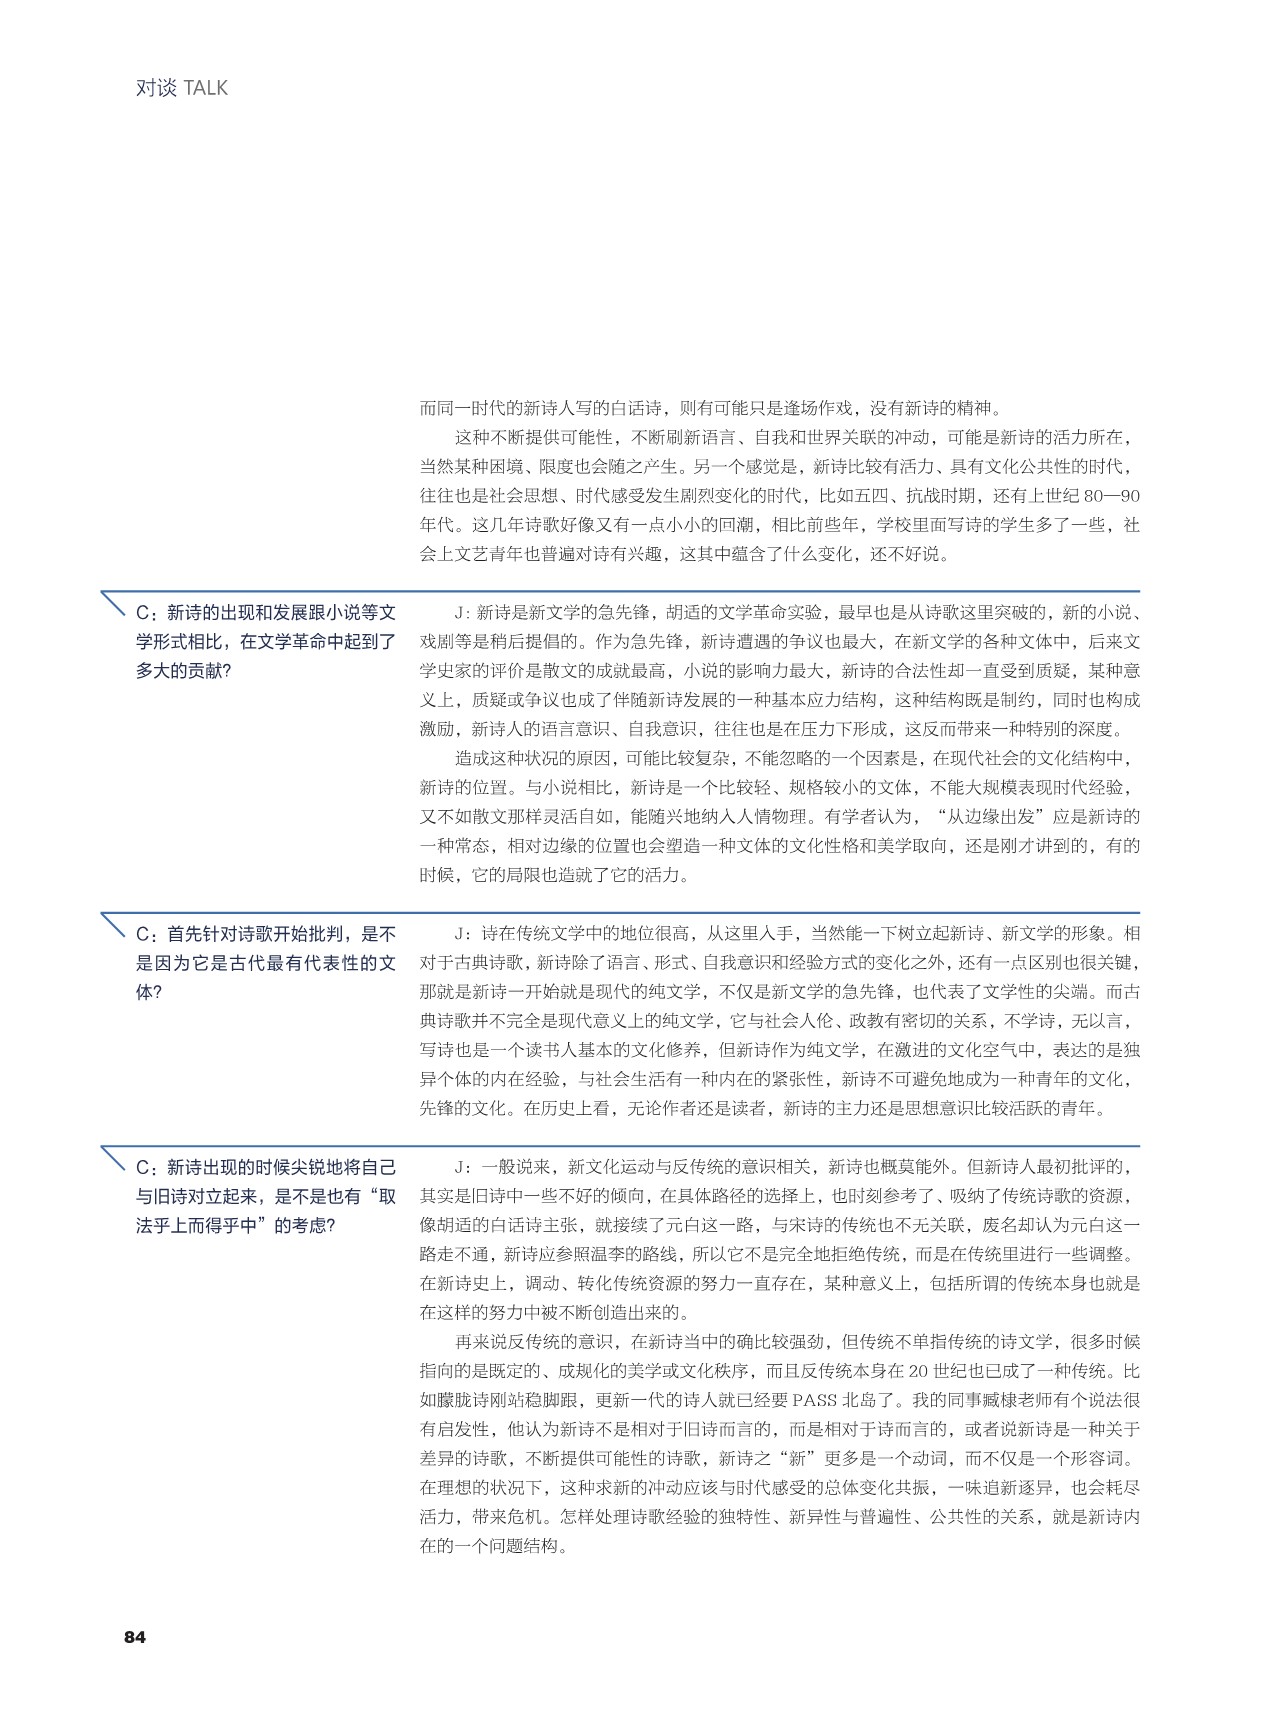 对谈 TALK
而同一时代的新诗人写的白话诗，则有可能只是逢场作戏，没有新诗的精神。
这种不断提供可能性，不断刷新语言、自我和世界关联的冲动，可能是新诗的活力所在，
当然某种困境、限度也会随之产生。另一个感觉是，新诗比较有活力、具有文化公共性的时代，
往往也是社会思想、时代感受发生剧烈变化的时代，比如五四、抗战时期，还有上世纪 80—90
年代。这几年诗歌好像又有一点小小的回潮，相比前些年，学校里面写诗的学生多了一些，社
会上文艺青年也普遍对诗有兴趣，这其中蕴含了什么变化，还不好说。
C：新诗的出现和发展跟小说等文
学形式相比，在文学革命中起到了
多大的贡献？
J: 新诗是新文学的急先锋，胡适的文学革命实验，最早也是从诗歌这里突破的，新的小说、
戏剧等是稍后提倡的。作为急先锋，新诗遭遇的争议也最大，在新文学的各种文体中，后来文
学史家的评价是散文的成就最高，小说的影响力最大，新诗的合法性却一直受到质疑，某种意
义上，质疑或争议也成了伴随新诗发展的一种基本应力结构，这种结构既是制约，同时也构成
激励，新诗人的语言意识、自我意识，往往也是在压力下形成，这反而带来一种特别的深度。
造成这种状况的原因，可能比较复杂，不能忽略的一个因素是，在现代社会的文化结构中，
新诗的位置。与小说相比，新诗是一个比较轻、规格较小的文体，不能大规模表现时代经验，
又不如散文那样灵活自如，能随兴地纳入人情物理。有学者认为，“从边缘出发”应是新诗的
一种常态，相对边缘的位置也会塑造一种文体的文化性格和美学取向，还是刚才讲到的，有的
时候，它的局限也造就了它的活力。
C：首先针对诗歌开始批判，是不
是因为它是古代最有代表性的文
体？
J：诗在传统文学中的地位很高，从这里入手，当然能一下树立起新诗、新文学的形象。相
对于古典诗歌，新诗除了语言、形式、自我意识和经验方式的变化之外，还有一点区别也很关键，
那就是新诗一开始就是现代的纯文学，不仅是新文学的急先锋，也代表了文学性的尖端。而古
典诗歌并不完全是现代意义上的纯文学，它与社会人伦、政教有密切的关系，不学诗，无以言，
写诗也是一个读书人基本的文化修养，但新诗作为纯文学，在激进的文化空气中，表达的是独
异个体的内在经验，与社会生活有一种内在的紧张性，新诗不可避免地成为一种青年的文化，
先锋的文化。在历史上看，无论作者还是读者，新诗的主力还是思想意识比较活跃的青年。
C：新诗出现的时候尖锐地将自己
与旧诗对立起来，是不是也有“取
法乎上而得乎中”的考虑？
J：一般说来，新文化运动与反传统的意识相关，新诗也概莫能外。但新诗人最初批评的，
其实是旧诗中一些不好的倾向，在具体路径的选择上，也时刻参考了、吸纳了传统诗歌的资源，
像胡适的白话诗主张，就接续了元白这一路，与宋诗的传统也不无关联，废名却认为元白这一
路走不通，新诗应参照温李的路线，所以它不是完全地拒绝传统，而是在传统里进行一些调整。
在新诗史上，调动、转化传统资源的努力一直存在，某种意义上，包括所谓的传统本身也就是
在这样的努力中被不断创造出来的。
再来说反传统的意识，在新诗当中的确比较强劲，但传统不单指传统的诗文学，很多时候
指向的是既定的、成规化的美学或文化秩序，而且反传统本身在 20 世纪也已成了一种传统。比
如朦胧诗刚站稳脚跟，更新一代的诗人就已经要 PASS 北岛了。我的同事臧棣老师有个说法很
有启发性，他认为新诗不是相对于旧诗而言的，而是相对于诗而言的，或者说新诗是一种关于
差异的诗歌，不断提供可能性的诗歌，新诗之“新”更多是一个动词，而不仅是一个形容词。
在理想的状况下，这种求新的冲动应该与时代感受的总体变化共振，一味追新逐异，也会耗尽
活力，带来危机。怎样处理诗歌经验的独特性、新异性与普遍性、公共性的关系，就是新诗内
在的一个问题结构。
84